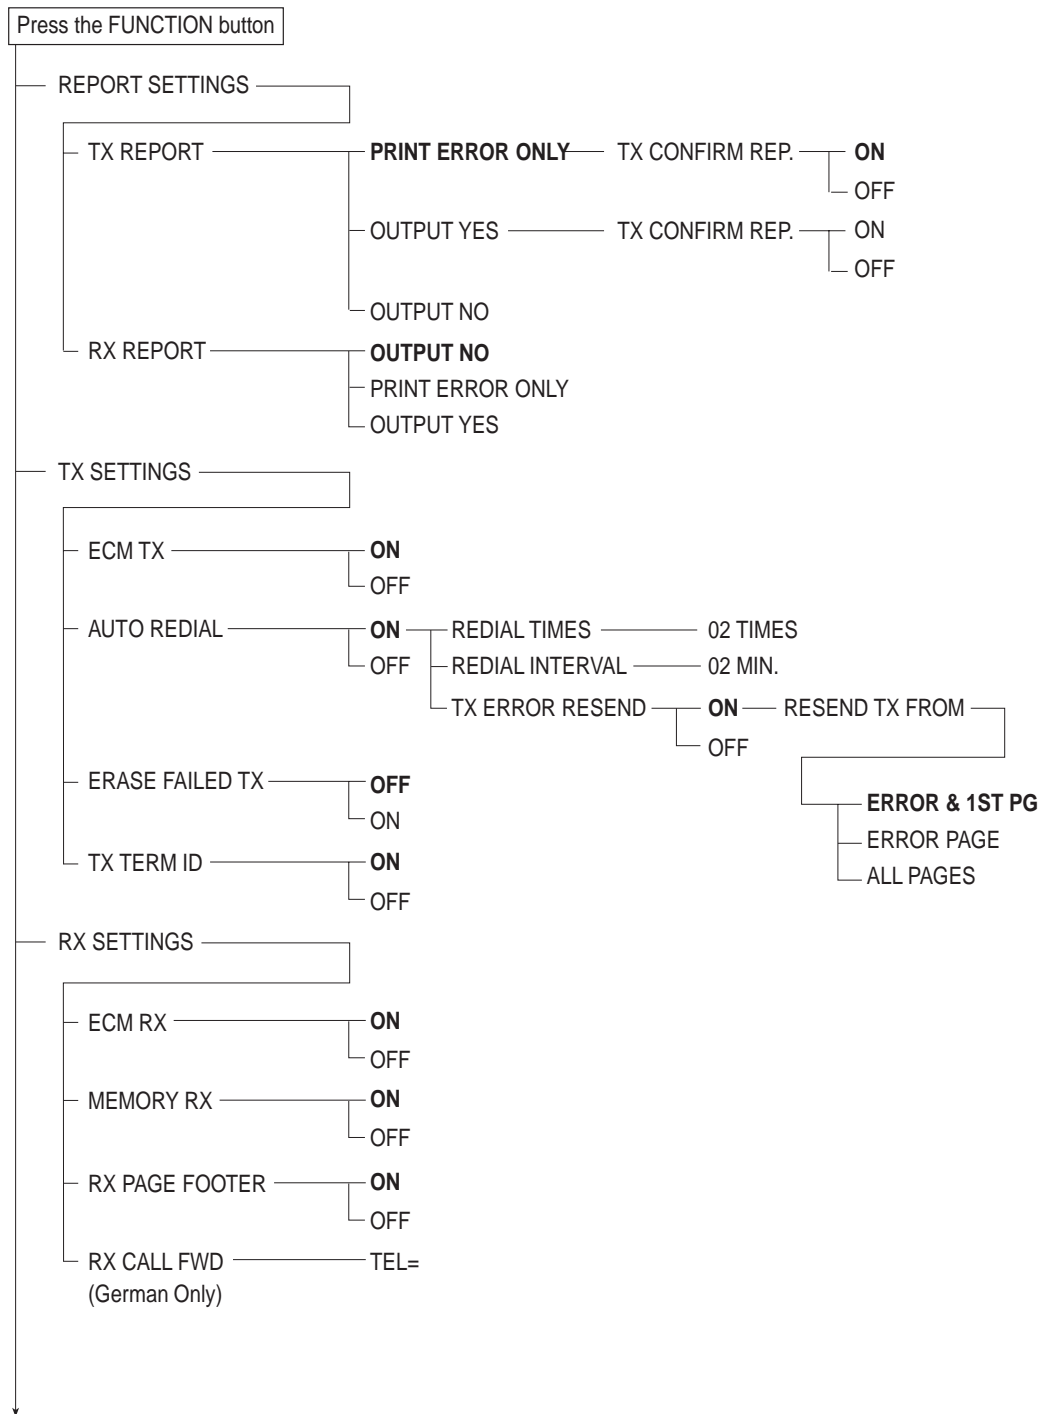 Press the FUNCTION button
REPORT SETTINGS
TX REPORT PRINT ERROR ONLY TX CONFIRM REP. ON
OFF
OUTPUT YES TX CONFIRM REP. ON
OFF
OUTPUT NO
RX REPORT OUTPUT NO
PRINT ERROR ONLY
OUTPUT YES
TX SETTINGS
ECM TX ON
OFF
AUTO REDIAL ON REDIAL TIMES 02 TIMES
OFF REDIAL INTERVAL 02 MIN.
TX ERROR RESEND ON RESEND TX FROM
OFF
ERASE FAILED TX OFF
ERROR & 1ST PG
ON
ERROR PAGE
TX TERM ID ON
ALL PAGES
OFF
RX SETTINGS
ECM RX ON
OFF
MEMORY RX ON
OFF
RX PAGE FOOTER ON
OFF
RX CALL FWD TEL=
(German Only)